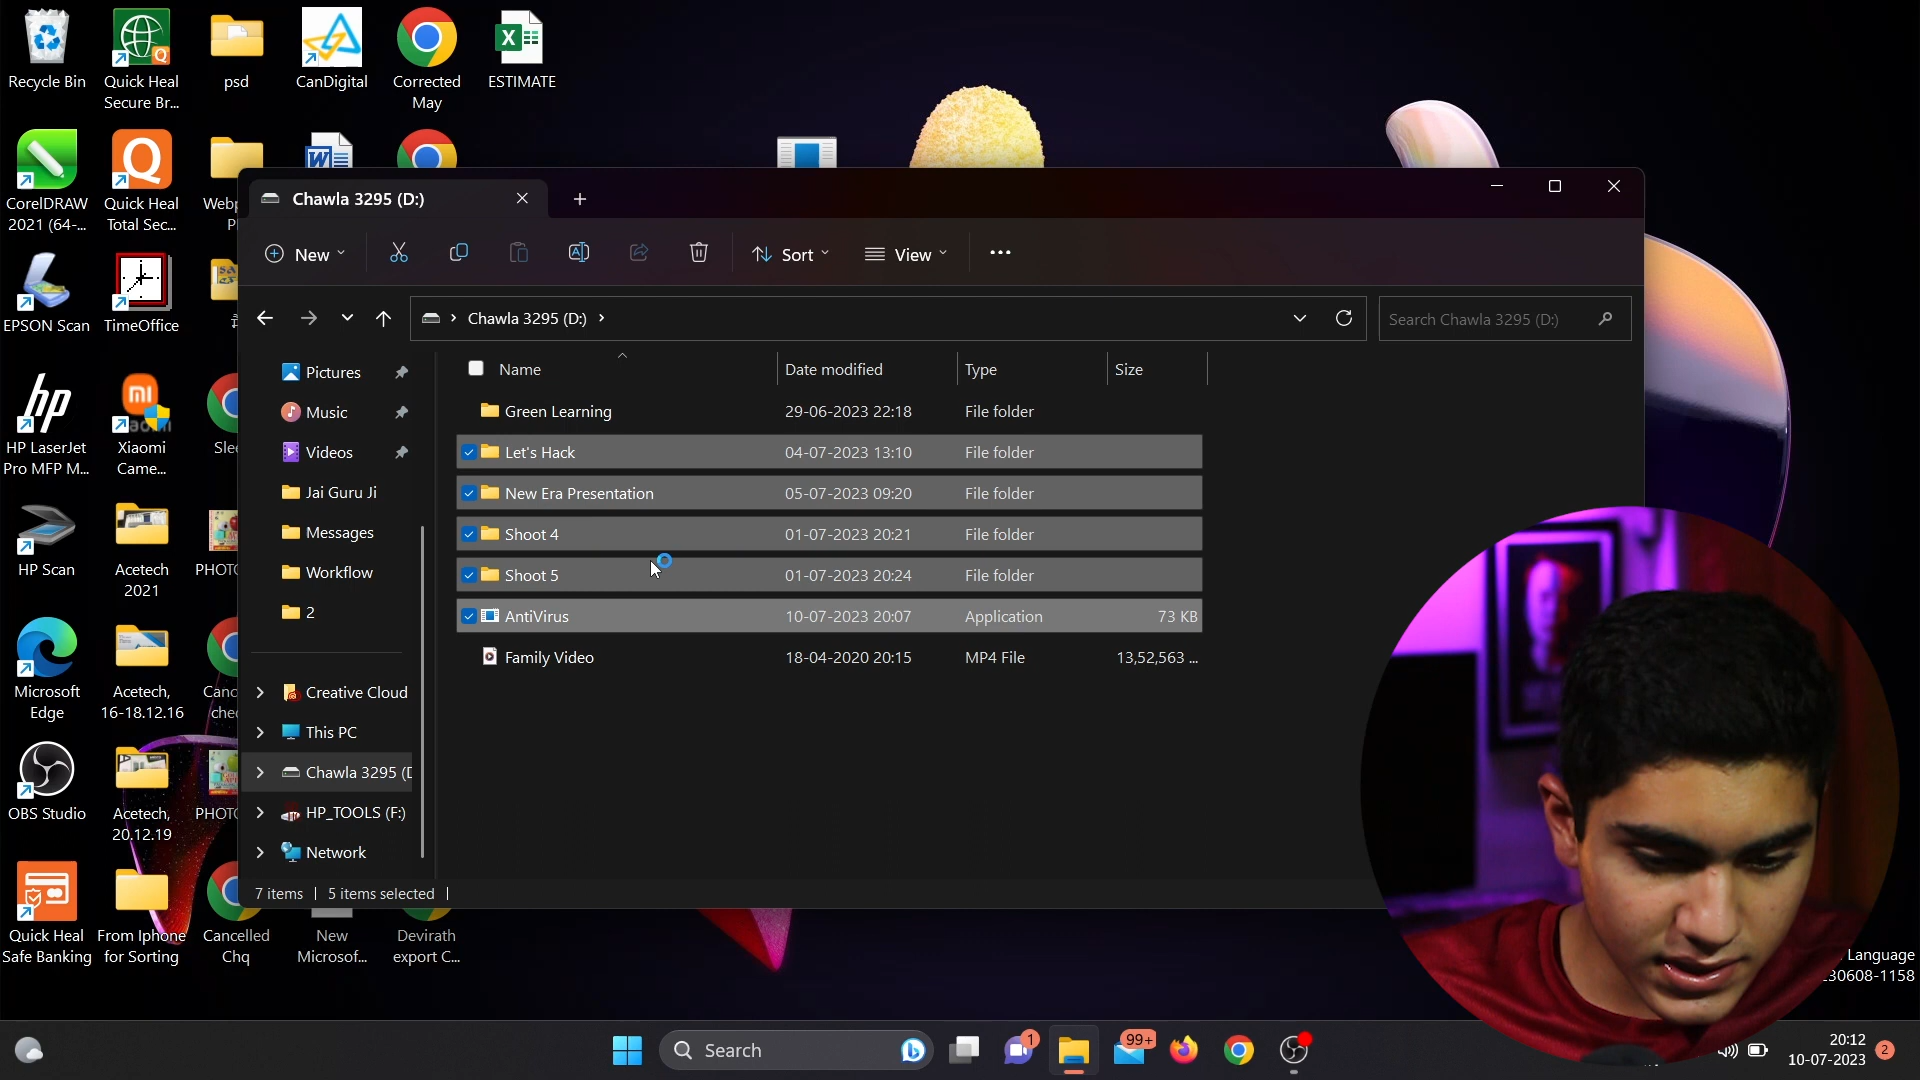 Recycle Bin
Quick Heal
Secure Br...
psd
CanDigital
Corrected
May
ESTIMATE
CorelDRAW
2021 (64-...
Quick Heal
Total Sec...
EPSON Scan
TimeOffice
HP LaserJet
Pro MFP M...
Xiaomi
Came...
HP Scan
Acetech
2021
Microsoft
Edge
Acetech,
16-18.12.16
OBS Studio
Acetech,
20.12.19
Quick Heal
Safe Banking
From Iphone
for Sorting
Cancelled
Chq
New
Microsof...
Devirath
export C...
Chawla 3295 (D:)
New
Sort
View
Chawla 3295 (D:)
Search Chawla 3295 (D:)
Pictures
Music
Videos
Jai Guru Ji
Messages
Workflow
2
Creative Cloud
This PC
Chawla 3295 (D
HP_TOOLS (F:)
Network
Name Date modified Type Size
Green Learning 29-06-2023 22:18 File folder
Let's Hack 04-07-2023 13:10 File folder
New Era Presentation 05-07-2023 09:20 File folder
Shoot 4 01-07-2023 20:21 File folder
Shoot 5 01-07-2023 20:24 File folder
AntiVirus 10-07-2023 20:07 Application 73 KB
Family Video 18-04-2020 20:15 MP4 File 13,52,563 ...
7 items 5 items selected
Language
30608-1158
Search
1
99+
20:12
10-07-2023
2